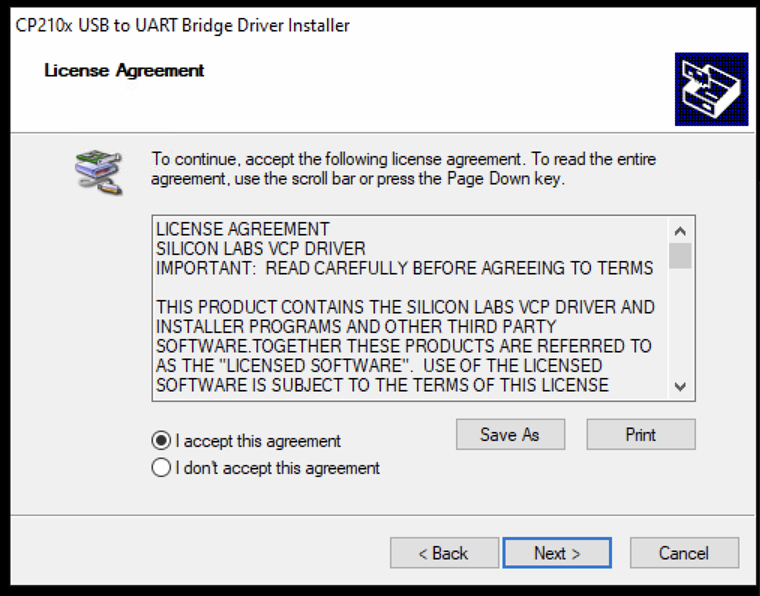 CP210x USB to UART Bridge Driver Installer
License Agreement
To continue, accept the following license agreement. To read the entire
agreement, use the scroll bar or press the Page Down key.
LICENSE AGREEMENT
SILICON LABS VCP DRIVER
IMPORTANT:  READ CAREFULLY BEFORE AGREEING TO TERMS
THIS PRODUCT CONTAINS THE SILICON LABS VCP DRIVER AND
INSTALLER PROGRAMS AND OTHER THIRD PARTY
SOFTWARE.TOGETHER THESE PRODUCTS ARE REFERRED TO
AS THE "LICENSED SOFTWARE".  USE OF THE LICENSED
SOFTWARE IS SUBJECT TO THE TERMS OF THIS LICENSE
I accept this agreement
Save As
Print
I don't accept this agreement
< Back
Next >
Cancel